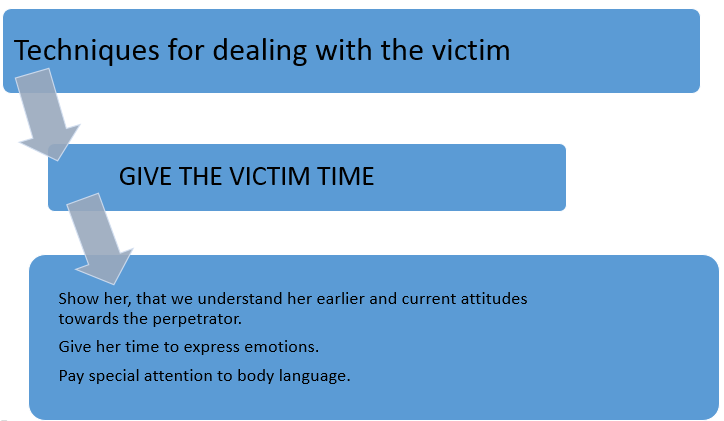 Techniques for dealing with the victim
GIVE THE VICTIM TIME
Show her, that we understand her earlier and current attitudes
towards the perpetrator.
Give her time to express emotions.
Pay special attention to body language.